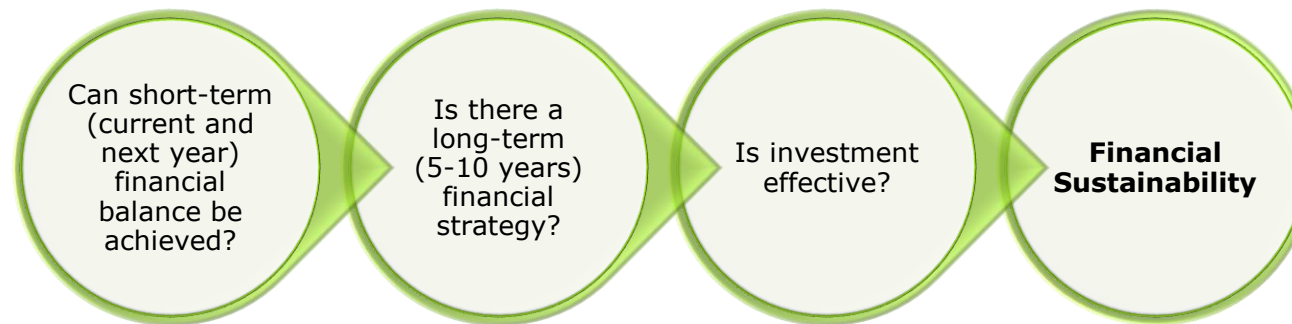 Can short-term
(current and
next year)
financial
balance be
achieved?
Is there a
long-term
(5-10 years)
financial
strategy?
Is investment
effective?
Financial
Sustainability